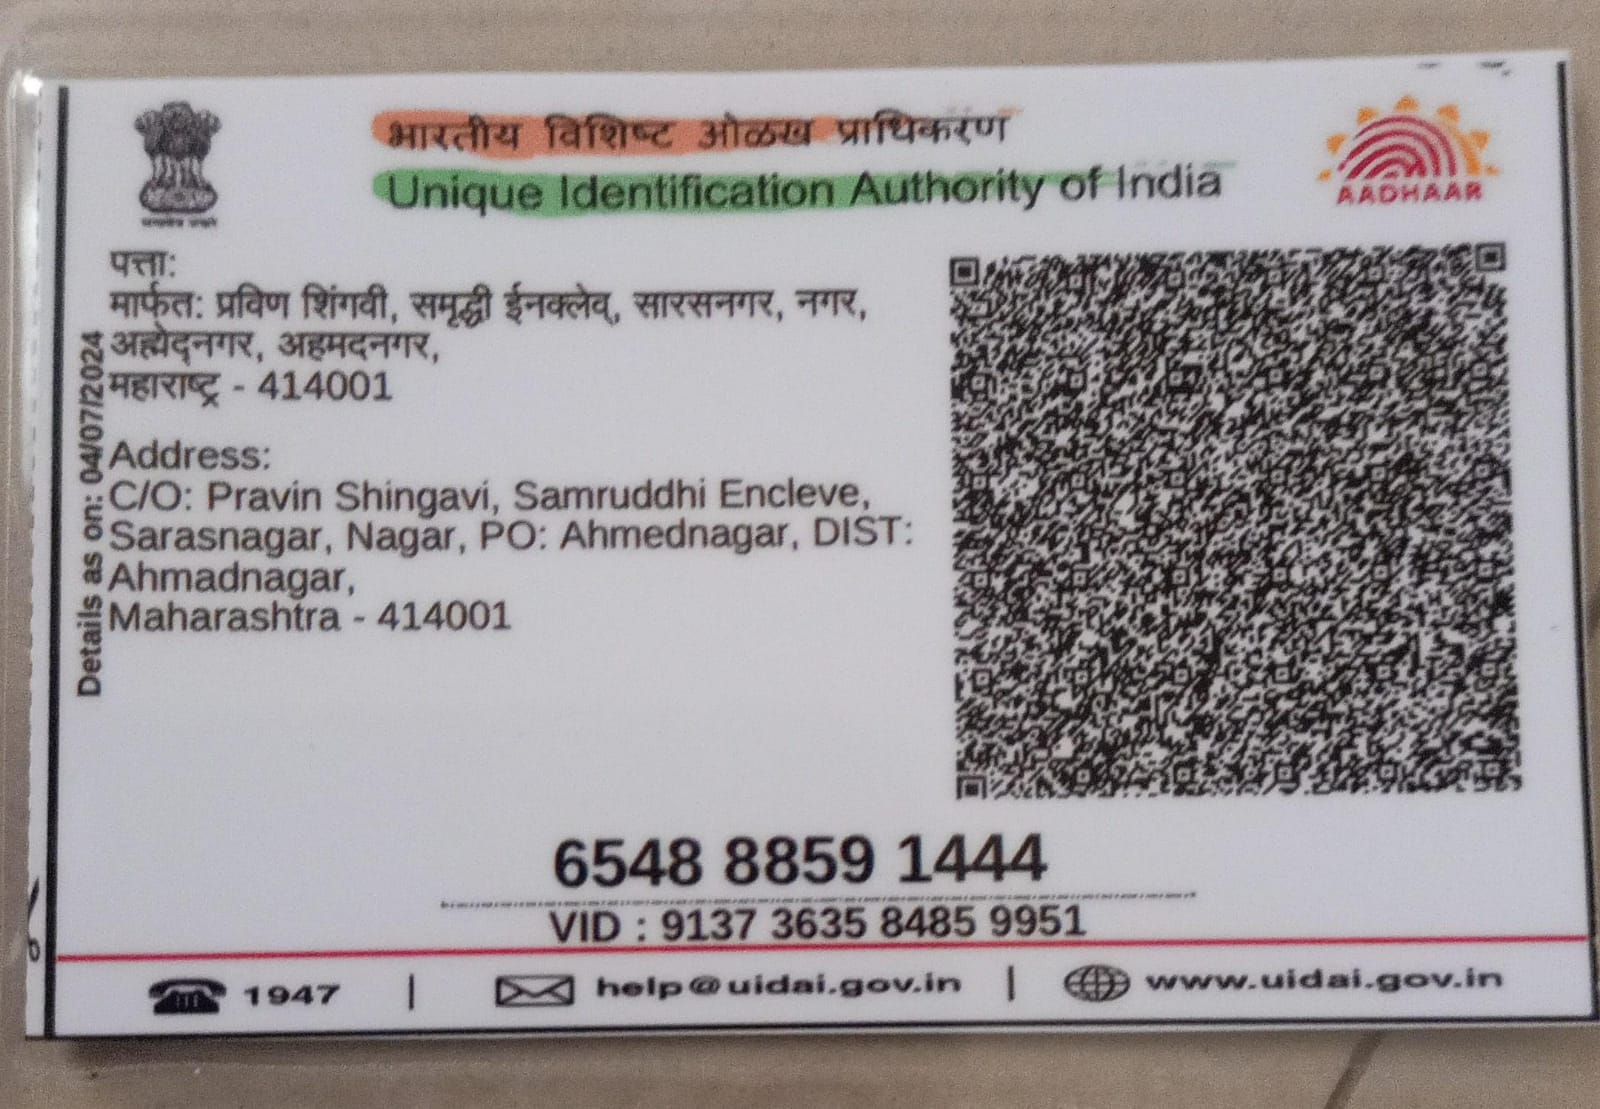 भारतीय विशिष्ट ओळख प्राधिकरण
Unique Identification Authority of India
AADHAAR
पत्ता:
मार्फत: प्रविण शिंगवी, समृद्धी ईनक्लेव्, सारसनगर, नगर,
अह्मेद्नगर, अहमदनगर,
महाराष्ट्र - 414001
Address:
C/O: Pravin Shingavi, Samruddhi Encleve,
Sarasnagar, Nagar, PO: Ahmednagar, DIST:
Ahmadnagar,
Maharashtra - 414001
Details as on: 04/07/2024
6548 8859 1444
VID : 9137 3635 8485 9951
1947 | help@uidai.gov.in | www.uidai.gov.in